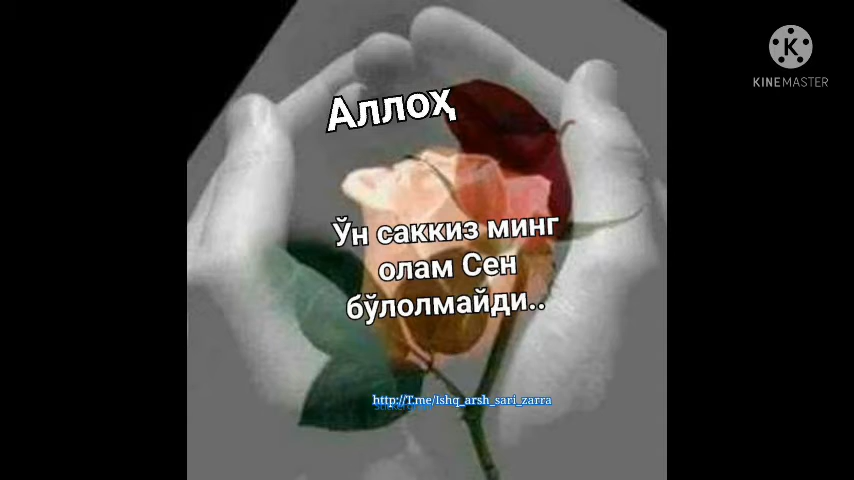 KINEMASTER
Аллоҳ
Ўн саккиз минг
олам Сен
бўлолмайди..
http://T.me/Ishq_arsh_sari_zarra